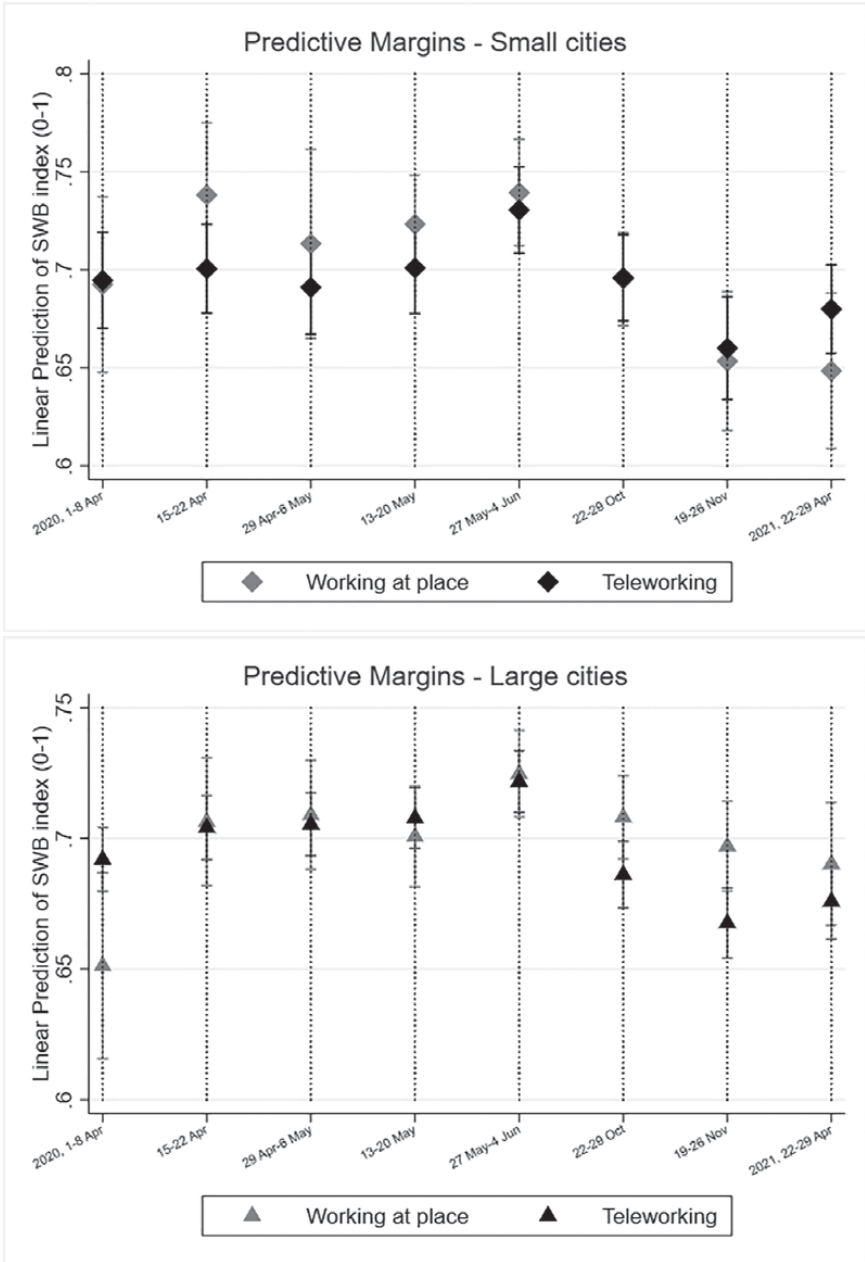 Predictive Margins - Small cities
Linear Prediction of SWB index (0-1)
.8
.75
.7
.65
.6
2020, 1-8 Apr
15-22 Apr
29 Apr-6 May
13-20 May
27 May-4 Jun
22-28 Oct
19-26 Nov
2021, 22-29 Apr
Working at place
Teleworking
Predictive Margins - Large cities
Linear Prediction of SWB index (0-1)
.75
.7
.65
.6
2020, 1-8 Apr
15-22 Apr
29 Apr-6 May
13-20 May
27 May-4 Jun
22-28 Oct
19-26 Nov
2021, 22-29 Apr
Working at place
Teleworking